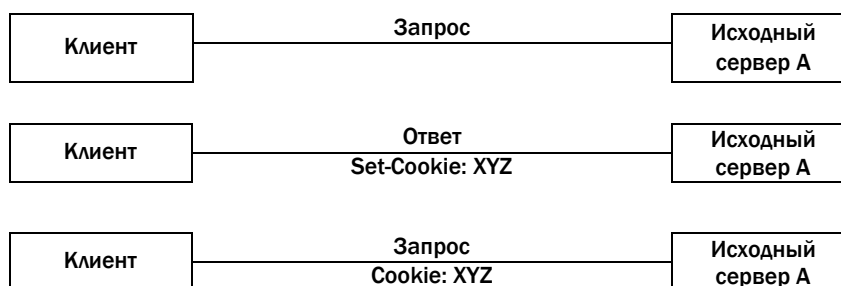 Клиент
Запрос
Исходный
сервер A
Клиент
Ответ
Set-Cookie: XYZ
Исходный
сервер A
Клиент
Запрос
Cookie: XYZ
Исходный
сервер A